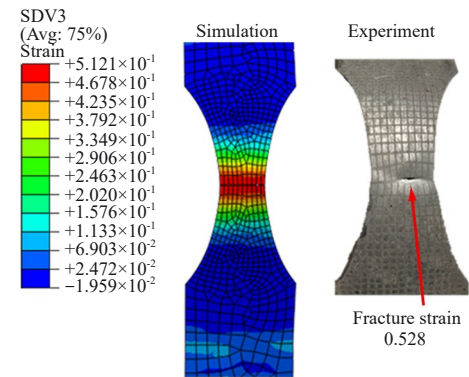 SDV3
(Avg: 75%)
Strain
+5.121×10⁻¹
+4.678×10⁻¹
+4.235×10⁻¹
+3.792×10⁻¹
+3.349×10⁻¹
+2.906×10⁻¹
+2.463×10⁻¹
+2.020×10⁻¹
+1.576×10⁻¹
+1.133×10⁻¹
+6.903×10⁻²
+2.472×10⁻²
−1.959×10⁻²
Simulation
Experiment
Fracture strain
0.528